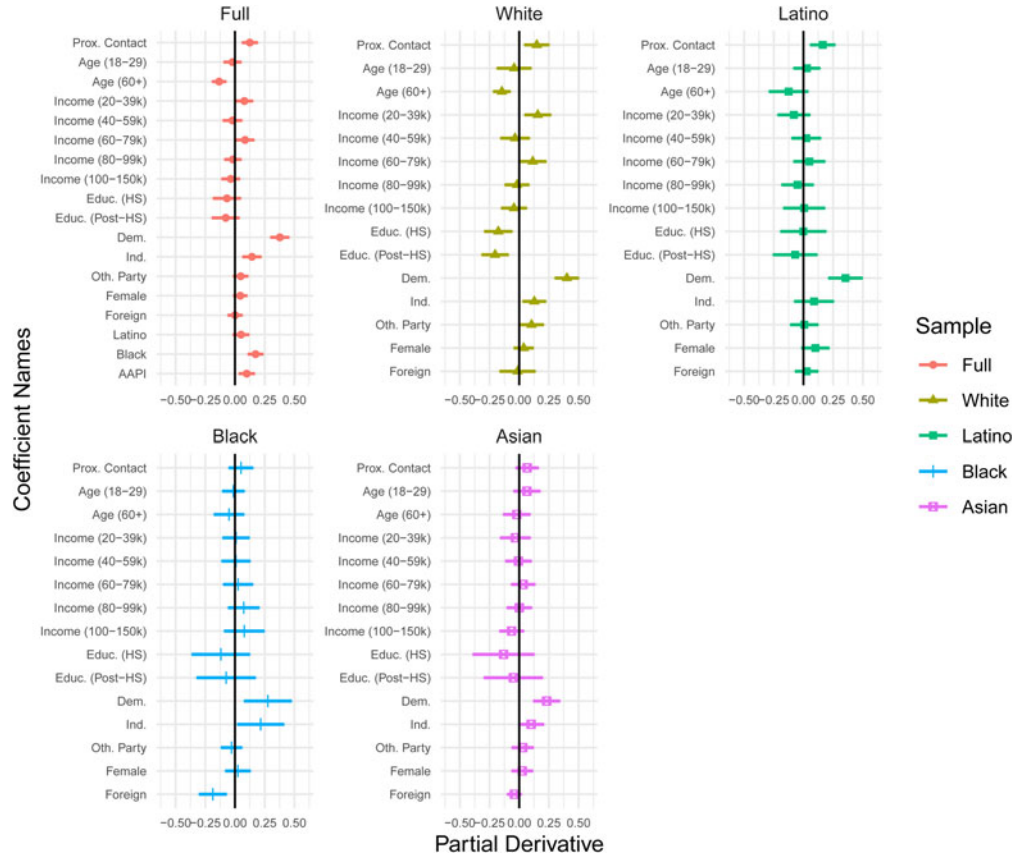 Full
Prox. Contact
Age (18−29)
Age (60+)
Income (20−39k)
Income (40−59k)
Income (60−79k)
Income (80−99k)
Income (100−150k)
Educ. (HS)
Educ. (Post−HS)
Dem.
Ind.
Oth. Party
Female
Foreign
Latino
Black
AAPI
−0.50−0.25 0.00 0.25 0.50
White
Prox. Contact
Age (18−29)
Age (60+)
Income (20−39k)
Income (40−59k)
Income (60−79k)
Income (80−99k)
Income (100−150k)
Educ. (HS)
Educ. (Post−HS)
Dem.
Ind.
Oth. Party
Female
Foreign
−0.50−0.25 0.00 0.25 0.50
Latino
Prox. Contact
Age (18−29)
Age (60+)
Income (20−39k)
Income (40−59k)
Income (60−79k)
Income (80−99k)
Income (100−150k)
Educ. (HS)
Educ. (Post−HS)
Dem.
Ind.
Oth. Party
Female
Foreign
−0.50−0.25 0.00 0.25 0.50
Black
Prox. Contact
Age (18−29)
Age (60+)
Income (20−39k)
Income (40−59k)
Income (60−79k)
Income (80−99k)
Income (100−150k)
Educ. (HS)
Educ. (Post−HS)
Dem.
Ind.
Oth. Party
Female
Foreign
−0.50−0.25 0.00 0.25 0.50
Asian
Prox. Contact
Age (18−29)
Age (60+)
Income (20−39k)
Income (40−59k)
Income (60−79k)
Income (80−99k)
Income (100−150k)
Educ. (HS)
Educ. (Post−HS)
Dem.
Ind.
Oth. Party
Female
Foreign
−0.50−0.25 0.00 0.25 0.50
Coefficient Names
Partial Derivative
Sample
Full
White
Latino
Black
Asian